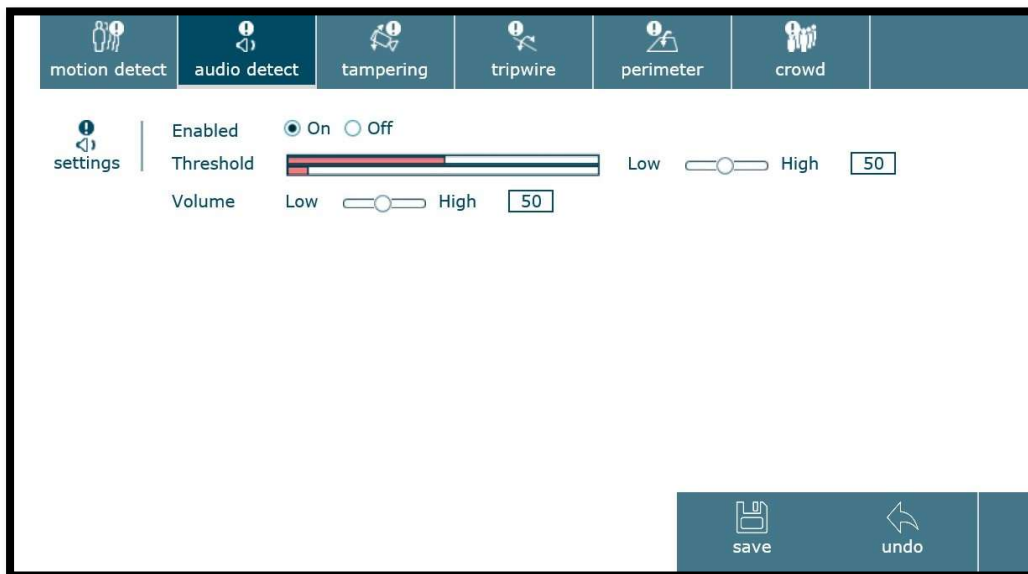 motion detect audio detect tampering tripwire perimeter crowd
settings
Enabled On Off
Threshold Low High 50
Volume Low High 50
save undo